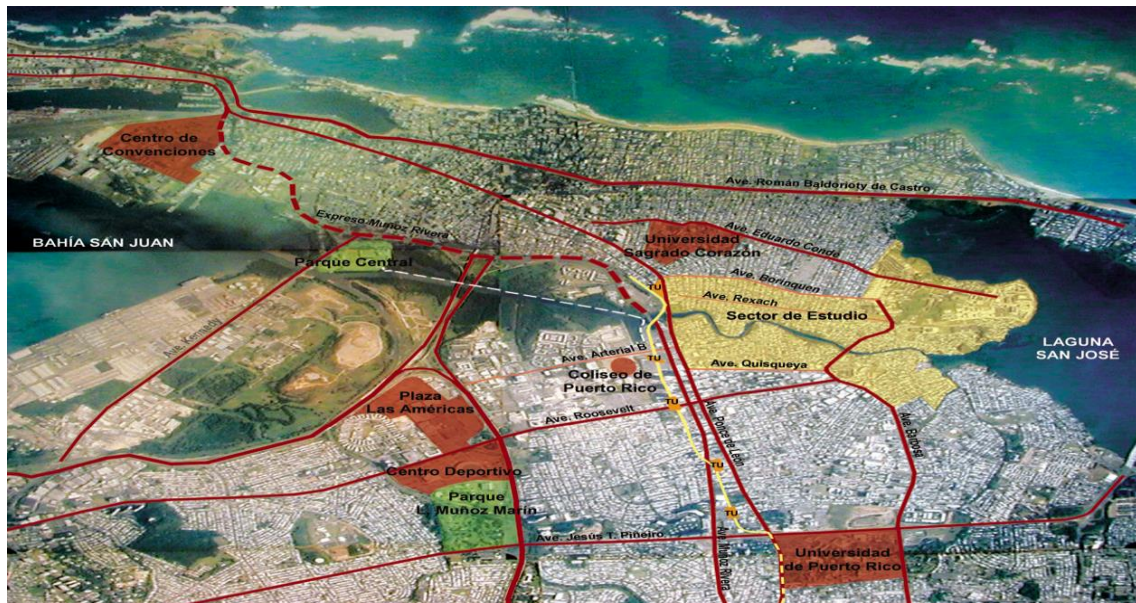 Centro de
Convenciones
Ave. Román Baldorioty de Castro
Expreso Muñoz Rivera
BAHÍA SAN JUAN
Universidad
Sagrado Corazón
Ave. Eduardo Conde
Parque Central
Ave. Borinquen
TU
Ave. Rexach
Sector de Estudio
Ave. Kennedy
LAGUNA
SAN JOSÉ
Ave. Arterial B
TU
Ave. Quisqueya
Coliseo de
Puerto Rico
Plaza
Las Américas
TU
Ave. Roosevelt
Ave. Ponce de León
Ave. Barbosa
Centro Deportivo
TU
Parque
L. Muñoz Marín
TU
Ave. Jesús T. Piñeiro
Ave. Muñoz Rivera
Universidad
de Puerto Rico